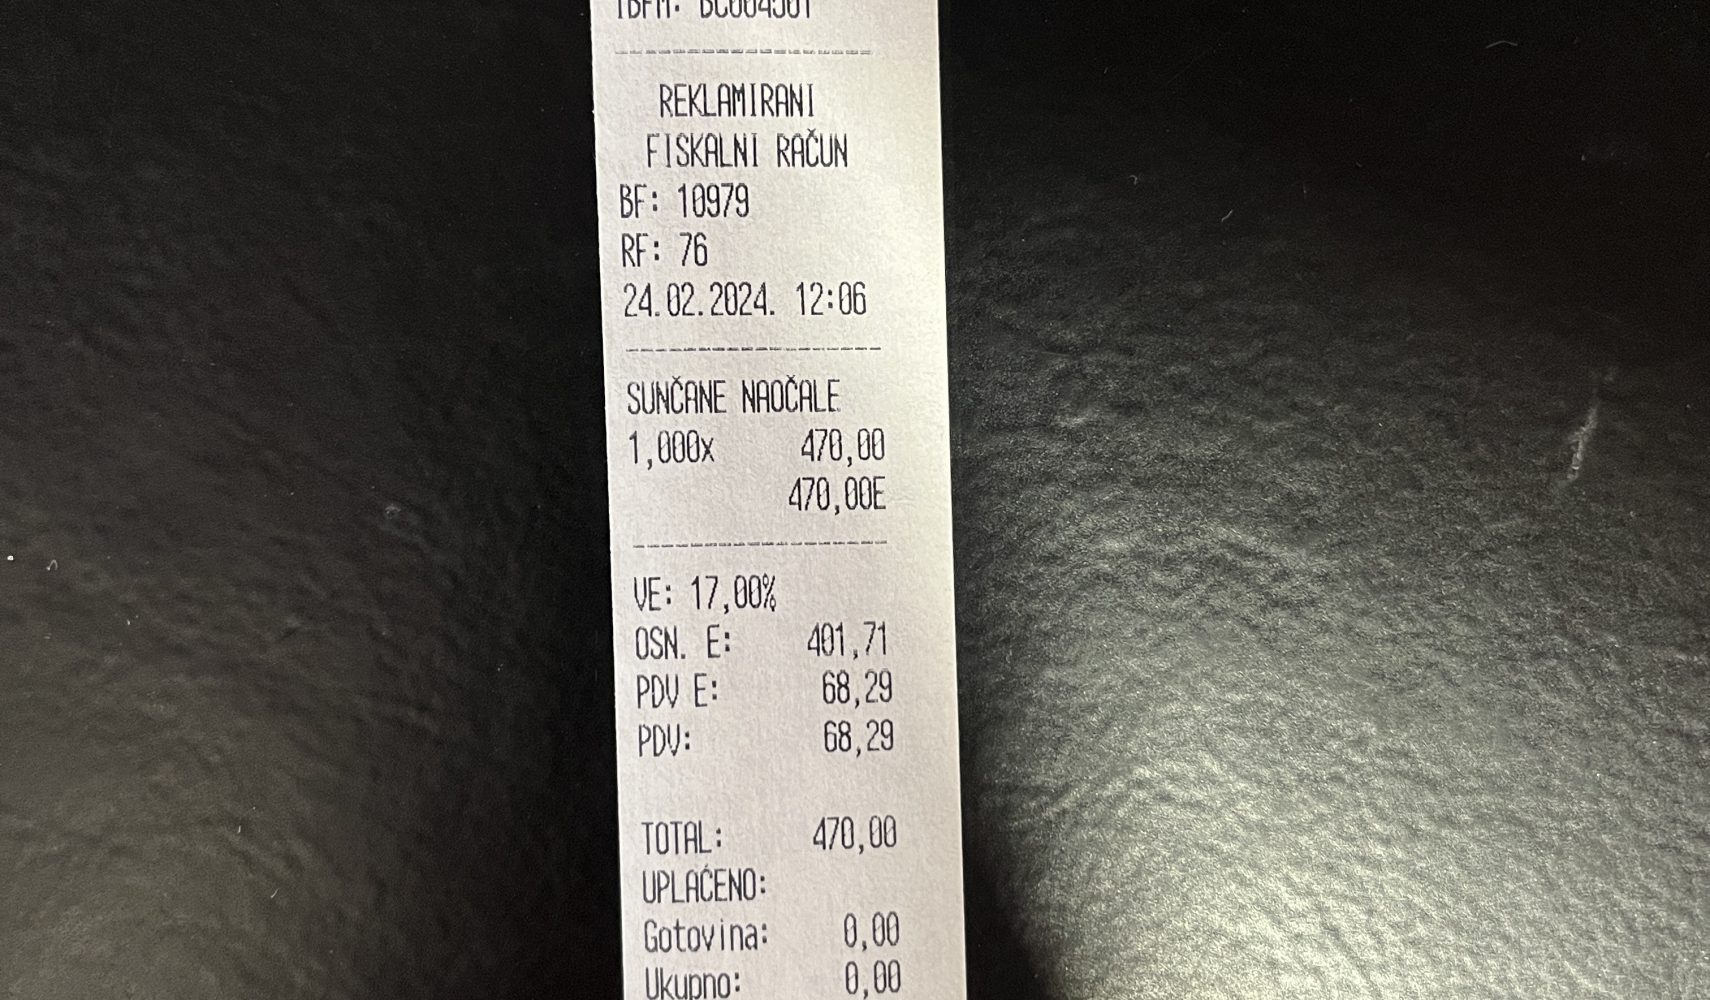 REKLAMIRANI
FISKALNI RAČUN
BF: 10979
RF: 76
24.02.2024. 12:06
SUNČANE NAOČALE
1,000x 470,00
470,00E
VE: 17,00%
OSN. E: 401,71
PDV E: 68,29
PDV: 68,29
TOTAL: 470,00
UPLAĆENO:
Gotovina: 0,00
Ukupno: 0,00